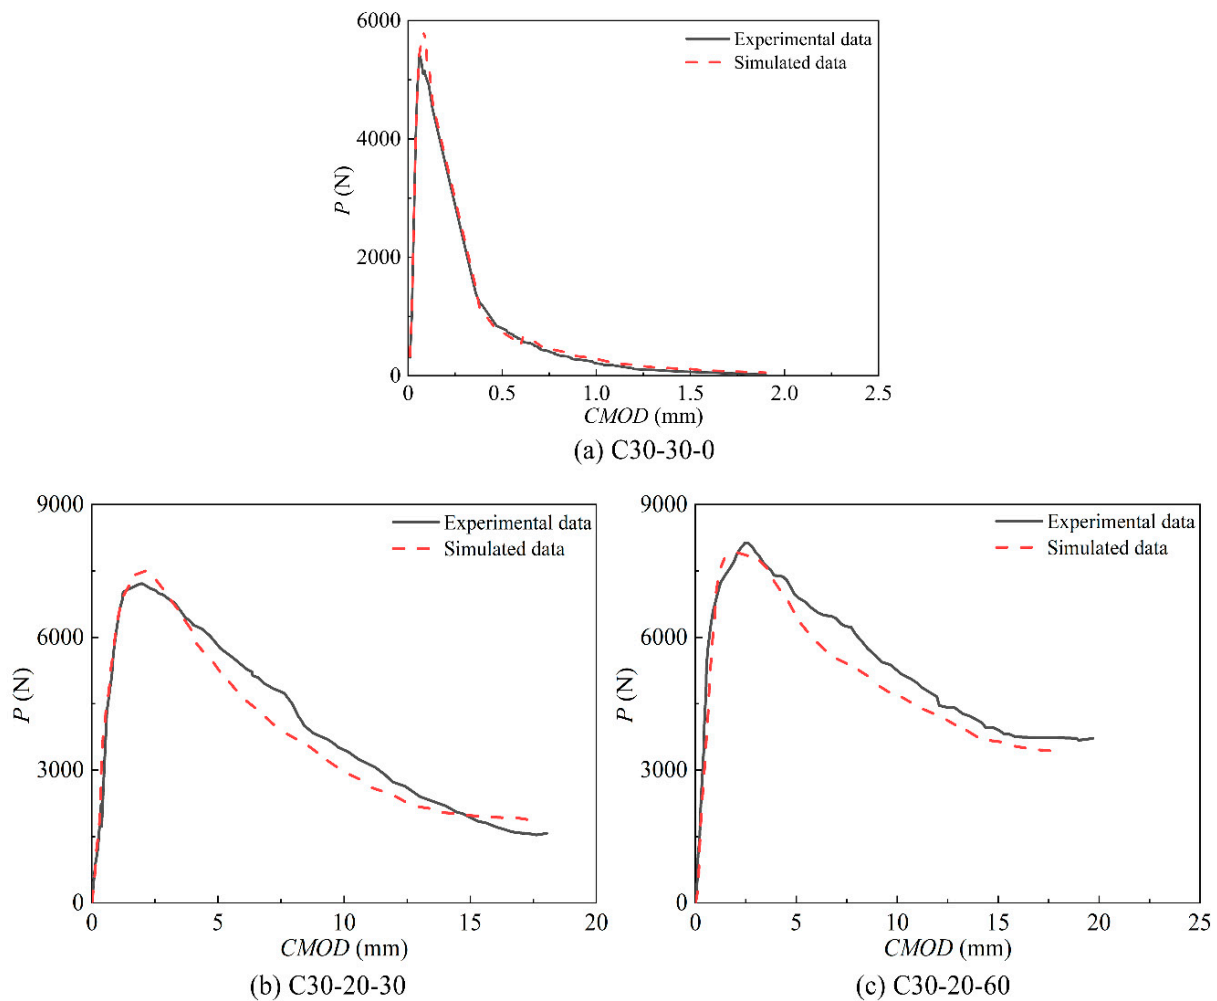 6000
4000
2000
0
P (N)
Experimental data
Simulated data
0 0.5 1.0 1.5 2.0 2.5
CMOD (mm)
(a) C30-30-0
9000
6000
3000
0
P (N)
Experimental data
Simulated data
0 5 10 15 20
CMOD (mm)
(b) C30-20-30
9000
6000
3000
0
P (N)
Experimental data
Simulated data
0 5 10 15 20 25
CMOD (mm)
(c) C30-20-60